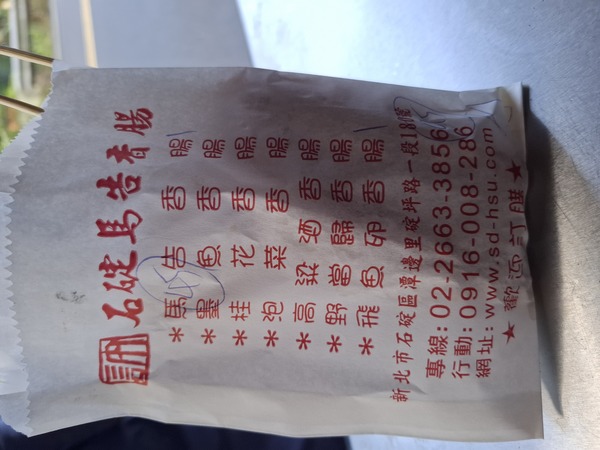 石碇馬告香腸
*馬告香腸
*墨魚香腸
*桂花香腸
*泡菜香腸
*高粱酒香腸
*野當歸香腸
*飛魚卵香腸
新北市石碇區潭邊里碇坪路一段
專線:02-2663-3856
行動:0916-008-286
網址:www.sd-hsu.com
★歡迎訂購★